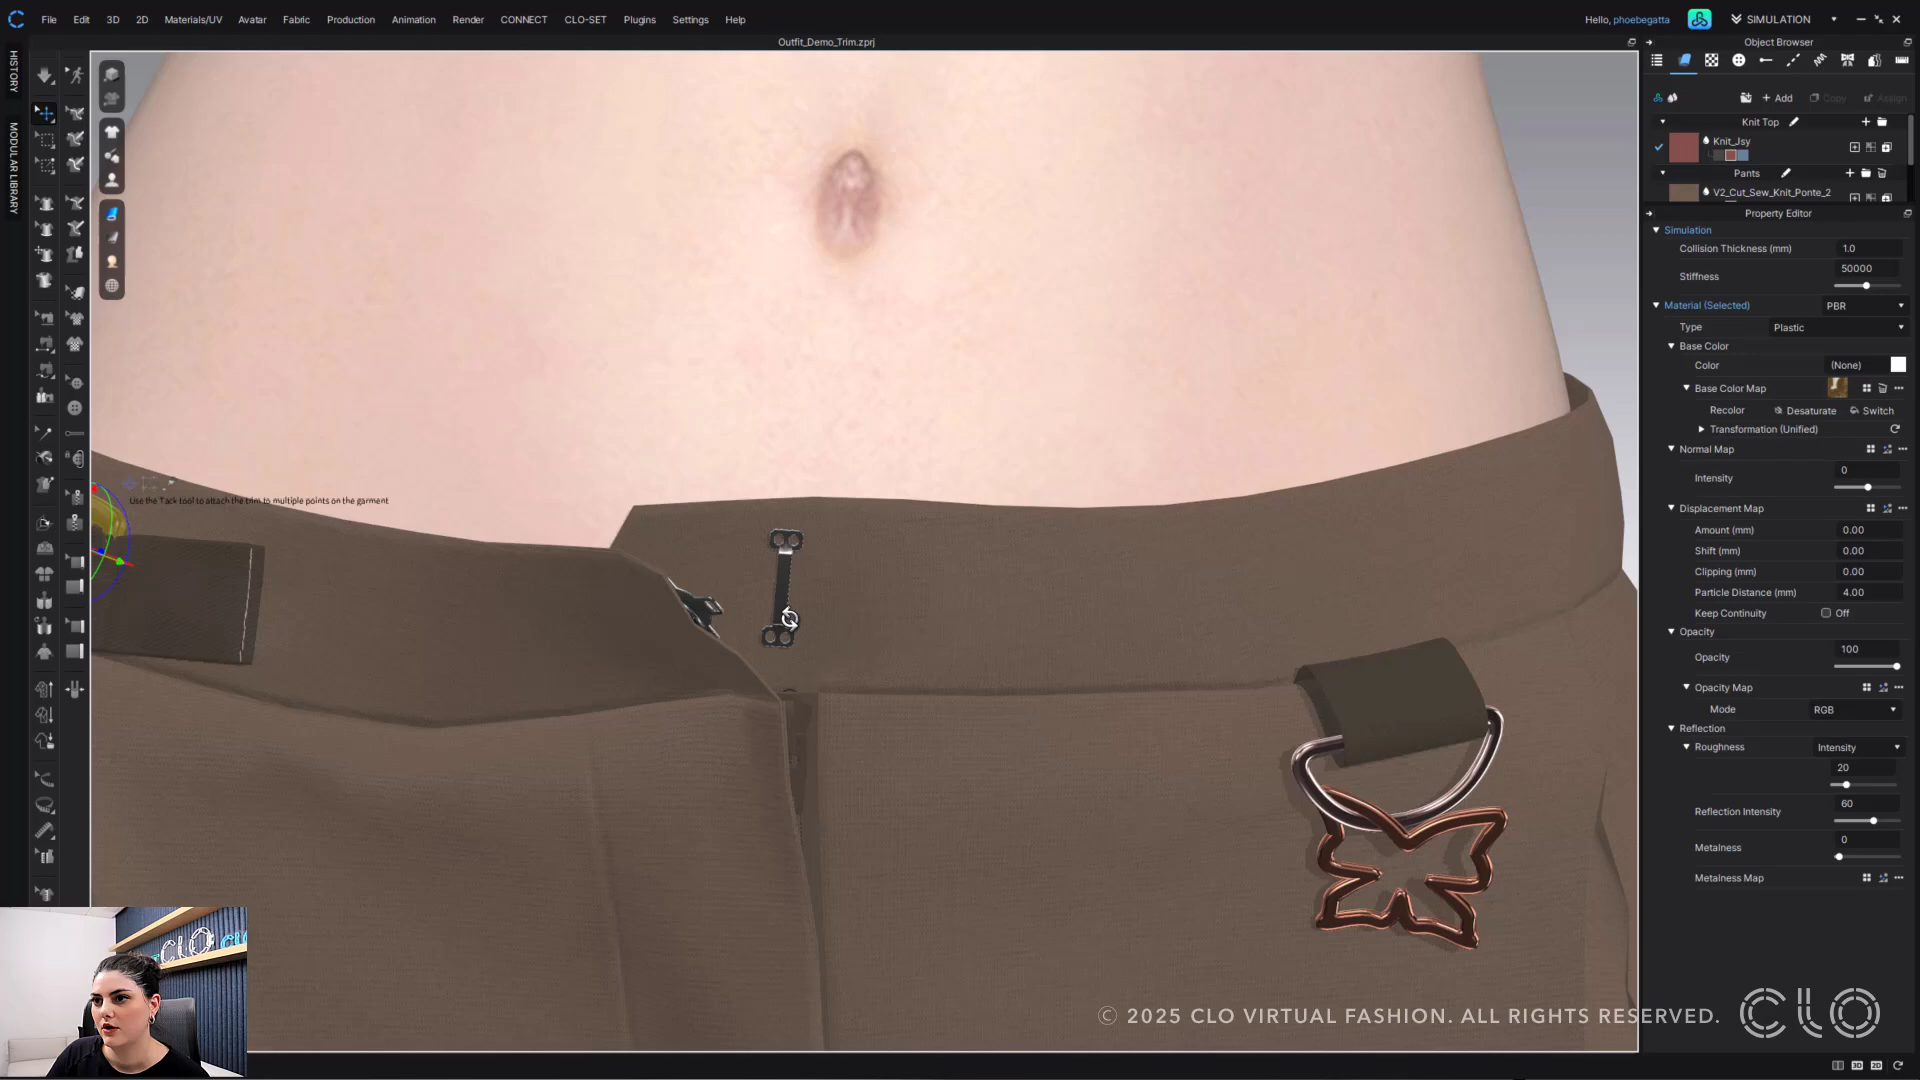 File Edit 3D 2D Materials/UV Avatar Fabric Production Animation Render CONNECT CLO-SET Plugins Settings Help
Hello, phoebegatta
SIMULATION
Outfit_Demo_Trim.zprj
HISTORY
MODULAR LIBRARY
Use the Tack tool to attach the trim to multiple points on the garment
Object Browser
+ Add Copy Assign
Knit Top
Knit_Jsy
Pants
V2_Cut_Sew_Knit_Ponte_2
Property Editor
Simulation
Collision Thickness (mm) 1.0
Stiffness 50000
Material (Selected) PBR
Type Plastic
Base Color
Color (None)
Base Color Map
Recolor Desaturate Switch
Transformation (Unified)
Normal Map
Intensity 0
Displacement Map
Amount (mm) 0.00
Shift (mm) 0.00
Clipping (mm) 0.00
Particle Distance (mm) 4.00
Keep Continuity Off
Opacity
Opacity 100
Opacity Map
Mode RGB
Reflection
Roughness Intensity
20
Reflection Intensity 60
Metalness 0
Metalness Map
CLO clo
© 2025 CLO VIRTUAL FASHION. ALL RIGHTS RESERVED. CLO
3D 2D